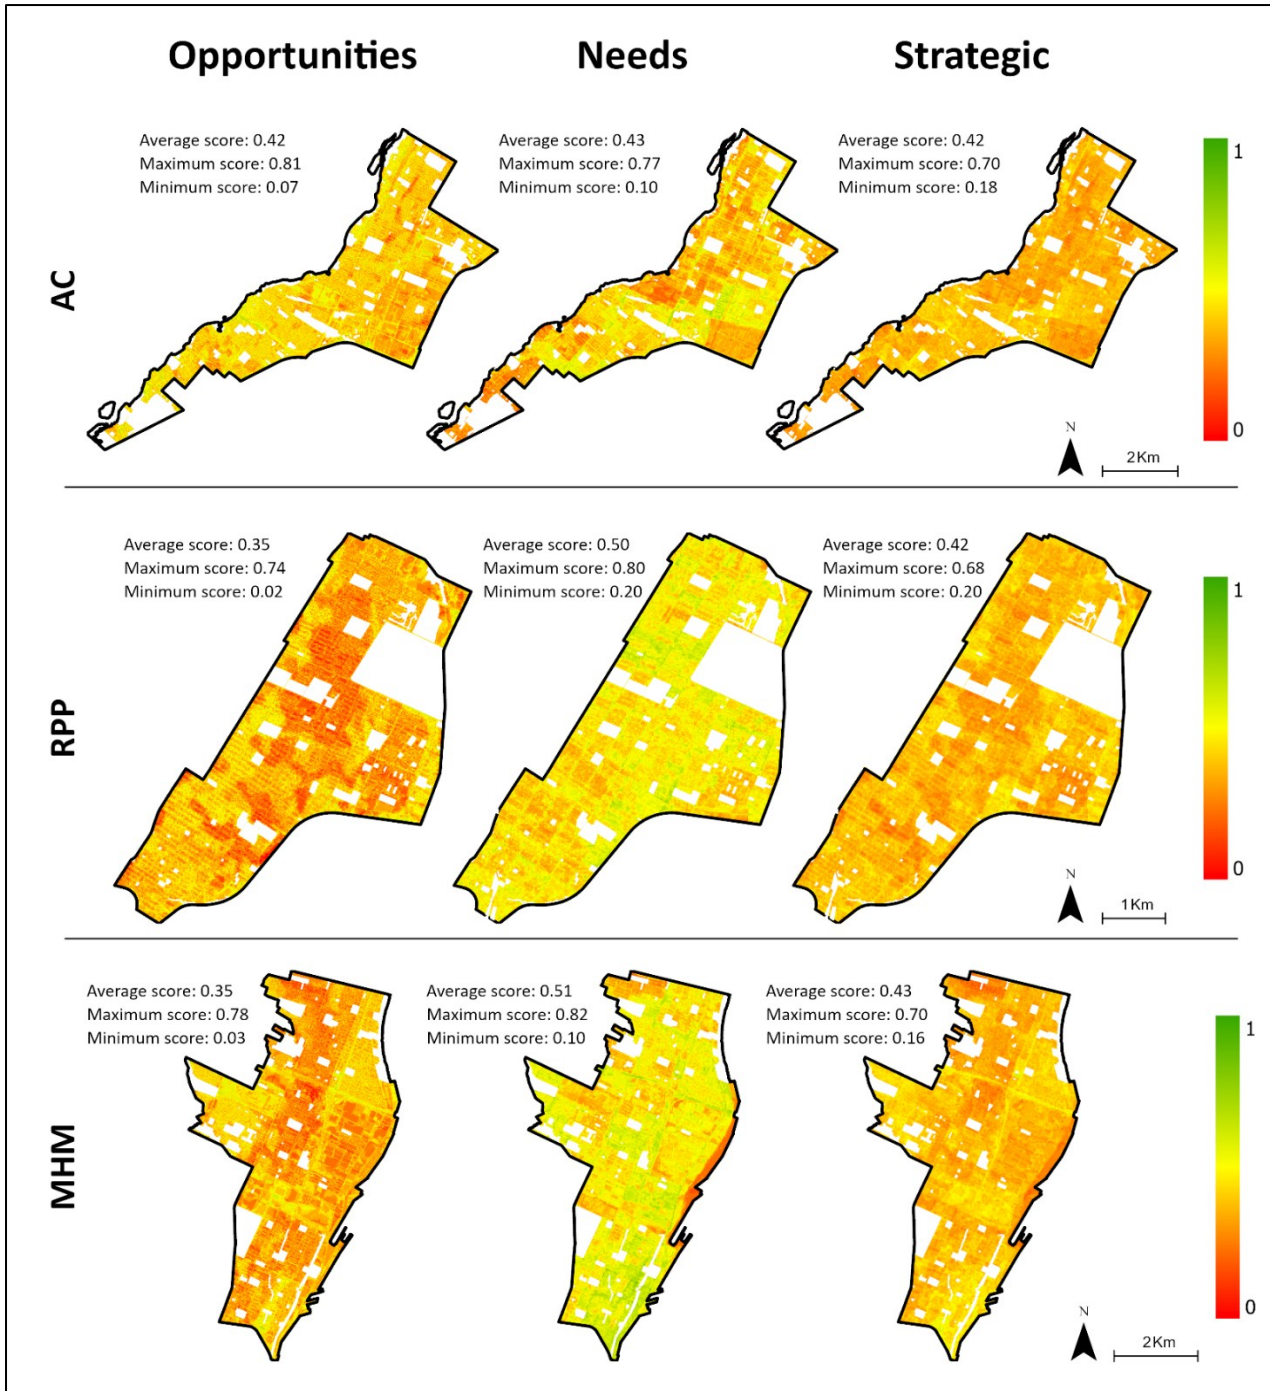 Opportunities Needs Strategic
AC
Average score: 0.42
Maximum score: 0.81
Minimum score: 0.07
Average score: 0.43
Maximum score: 0.77
Minimum score: 0.10
Average score: 0.42
Maximum score: 0.70
Minimum score: 0.18
1
0
N
2Km
RPP
Average score: 0.35
Maximum score: 0.74
Minimum score: 0.02
Average score: 0.50
Maximum score: 0.80
Minimum score: 0.20
Average score: 0.42
Maximum score: 0.68
Minimum score: 0.20
1
0
N
1Km
MHM
Average score: 0.35
Maximum score: 0.78
Minimum score: 0.03
Average score: 0.51
Maximum score: 0.82
Minimum score: 0.10
Average score: 0.43
Maximum score: 0.70
Minimum score: 0.16
1
0
N
2Km